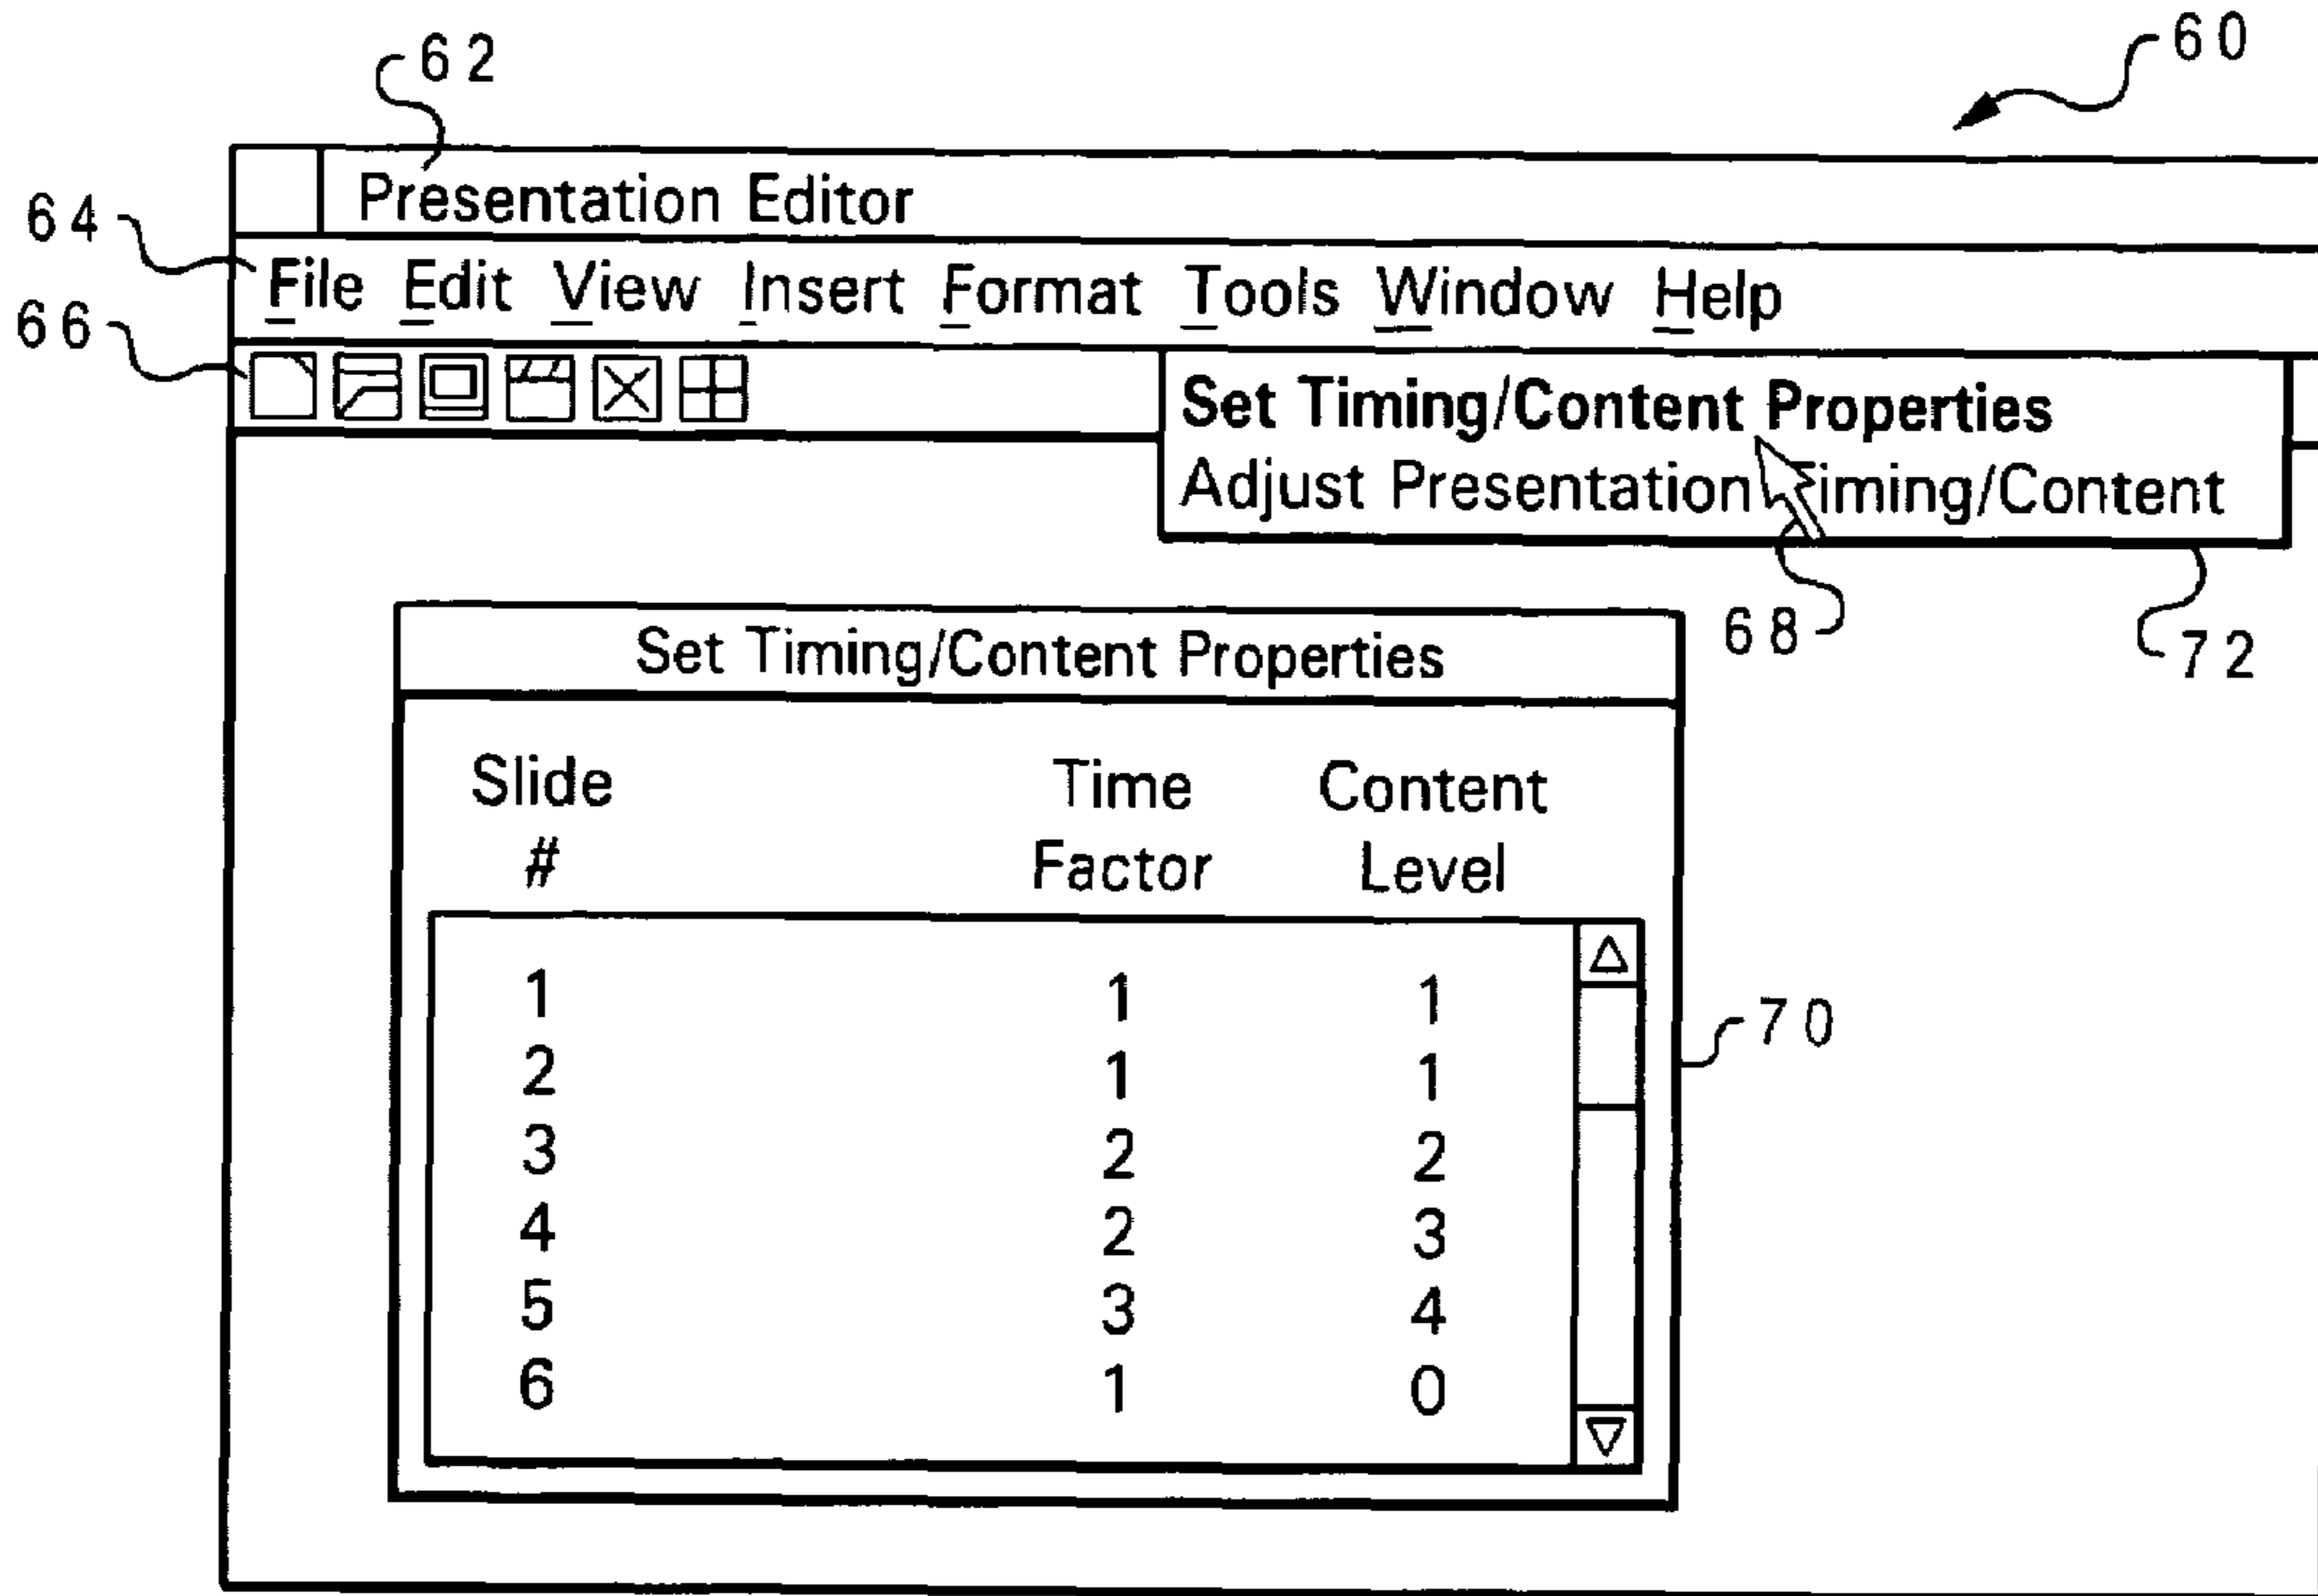 62
60
Presentation Editor
64
File Edit View Insert Format Tools Window Help
66
Set Timing/Content Properties
Adjust Presentation Timing/Content
68
72
Set Timing/Content Properties
Slide Time Content
# Factor Level
1 1 1
2 1 1
3 2 2
4 2 3
5 3 4
6 1 0
70